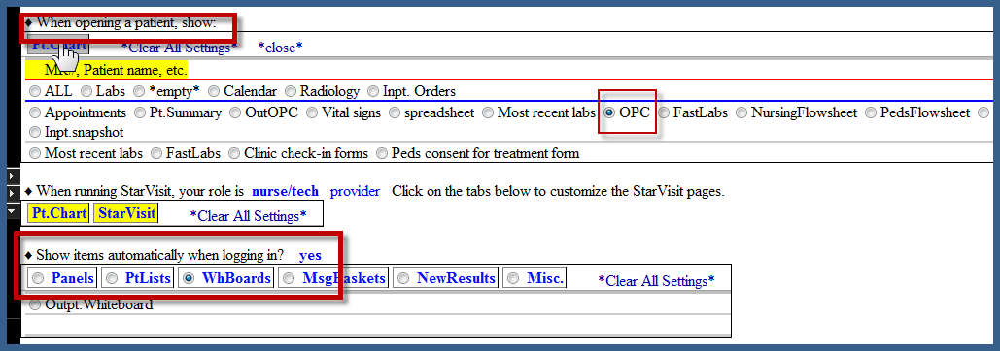 ♦ When opening a patient, show:
Pt.Chart *Clear All Settings* *close*
Patient name, etc.
ALL Labs *empty* Calendar Radiology Inpt. Orders
Appointments Pt.Summary OutOPC Vital signs spreadsheet Most recent labs OPC FastLabs NursingFlowsheet PedsFlowsheet
Inpt.snapshot
Most recent labs FastLabs Clinic check-in forms Peds consent for treatment form
♦ When running StarVisit, your role is nurse/tech provider Click on the tabs below to customize the StarVisit pages.
Pt.Chart StarVisit *Clear All Settings*
♦ Show items automatically when logging in? yes
Panels PtLists WhBoards MsgBaskets NewResults Misc. *Clear All Settings*
Outpt.Whiteboard